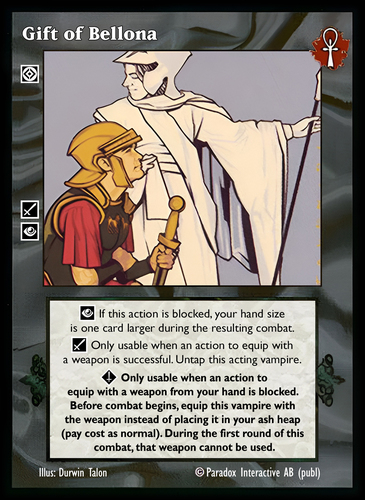 Gift of Bellona
If this action is blocked, your hand size
is one card larger during the resulting combat.
Only usable when an action to equip with
a weapon is successful. Untap this acting vampire.
Only usable when an action to
equip with a weapon from your hand is blocked.
Before combat begins, equip this vampire with
the weapon instead of placing it in your ash heap
(pay cost as normal). During the first round of this
combat, that weapon cannot be used.
Illus: Durwin Talon
© Paradox Interactive AB (publ)